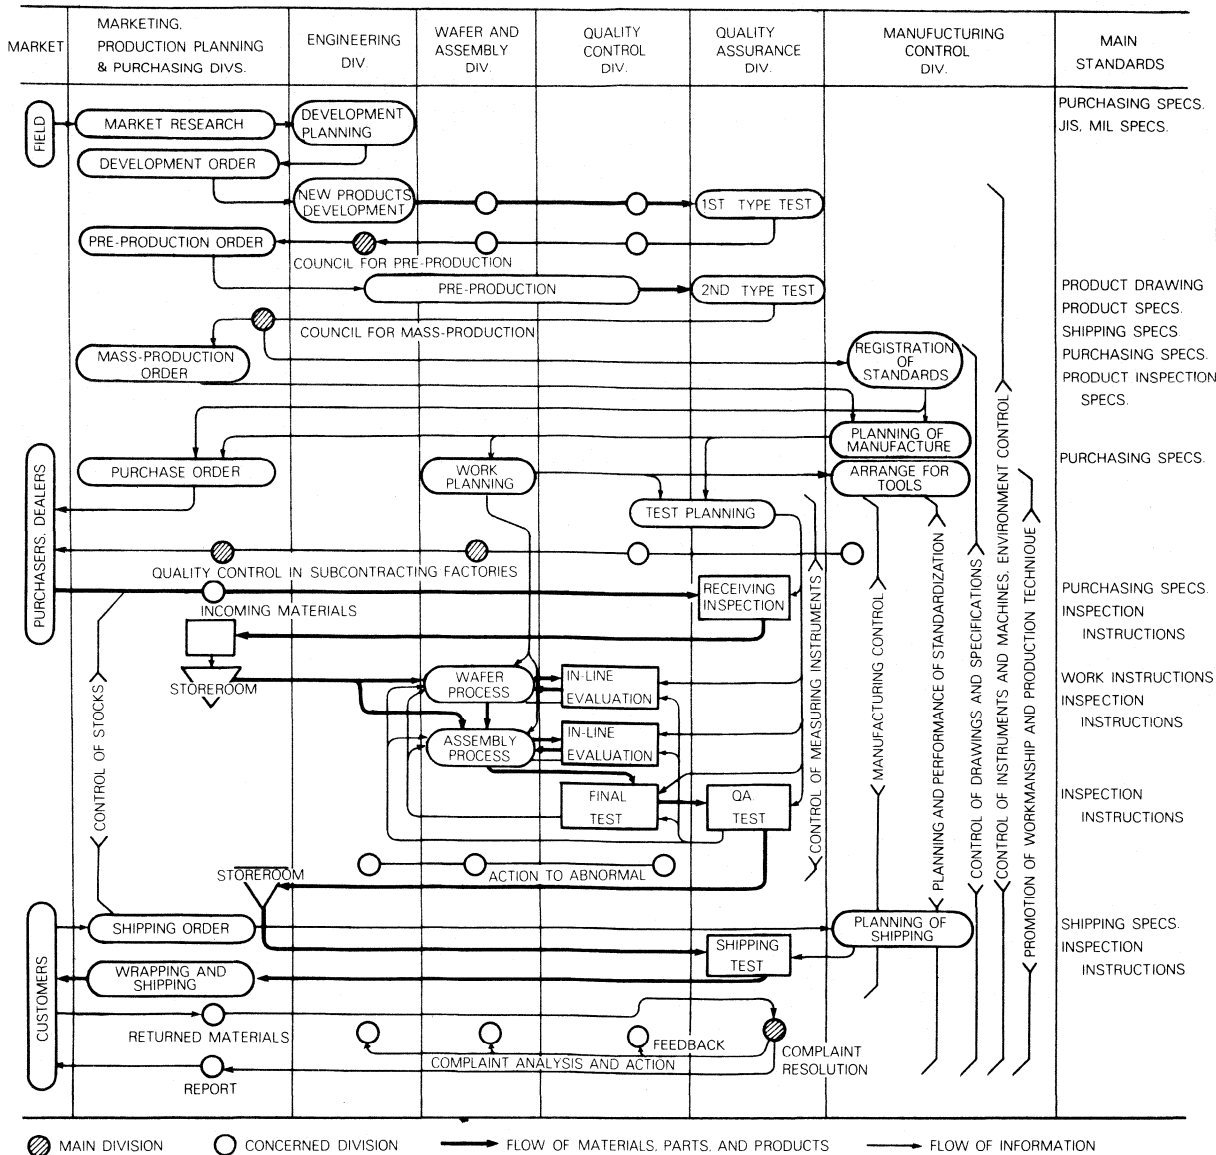 MARKET
MARKETING,
PRODUCTION PLANNING
& PURCHASING DIVS.
ENGINEERING
DIV.
WAFER AND
ASSEMBLY
DIV.
QUALITY
CONTROL
DIV.
QUALITY
ASSURANCE
DIV.
MANUFACTURING
CONTROL
DIV.
MAIN
STANDARDS
FIELD
MARKET RESEARCH
DEVELOPMENT
PLANNING
PURCHASING SPECS.
JIS, MIL SPECS.
DEVELOPMENT ORDER
NEW PRODUCTS
DEVELOPMENT
1ST TYPE TEST
PRE-PRODUCTION ORDER
COUNCIL FOR PRE-PRODUCTION
PRE-PRODUCTION
2ND TYPE TEST
PRODUCT DRAWING
PRODUCT SPECS.
SHIPPING SPECS.
PURCHASING SPECS.
PRODUCT INSPECTION
SPECS.
COUNCIL FOR MASS-PRODUCTION
MASS-PRODUCTION
ORDER
REGISTRATION
OF
STANDARDS
PLANNING OF
MANUFACTURE
PURCHASERS, DEALERS
PURCHASE ORDER
WORK
PLANNING
ARRANGE FOR
TOOLS
PURCHASING SPECS.
TEST PLANNING
QUALITY CONTROL IN SUBCONTRACTING FACTORIES
INCOMING MATERIALS
RECEIVING
INSPECTION
PURCHASING SPECS.
INSPECTION
INSTRUCTIONS
STOREROOM
WAFER
PROCESS
IN-LINE
EVALUATION
WORK INSTRUCTIONS
INSPECTION
INSTRUCTIONS
ASSEMBLY
PROCESS
IN-LINE
EVALUATION
FINAL
TEST
QA
TEST
INSPECTION
INSTRUCTIONS
CONTROL OF STOCKS
CONTROL OF MEASURING INSTRUMENTS
MANUFACTURING CONTROL
PLANNING AND PERFORMANCE OF STANDARDIZATION
CONTROL OF DRAWINGS AND SPECIFICATIONS
CONTROL OF INSTRUMENTS AND MACHINES, ENVIRONMENT CONTROL
PROMOTION OF WORKMANSHIP AND PRODUCTION TECHNIQUE
STOREROOM
ACTION TO ABNORMAL
CUSTOMERS
SHIPPING ORDER
PLANNING OF
SHIPPING
SHIPPING SPECS.
INSPECTION
INSTRUCTIONS
SHIPPING
TEST
WRAPPING AND
SHIPPING
RETURNED MATERIALS
FEEDBACK
COMPLAINT ANALYSIS AND ACTION
COMPLAINT
RESOLUTION
REPORT
MAIN DIVISION
CONCERNED DIVISION
FLOW OF MATERIALS, PARTS, AND PRODUCTS
FLOW OF INFORMATION